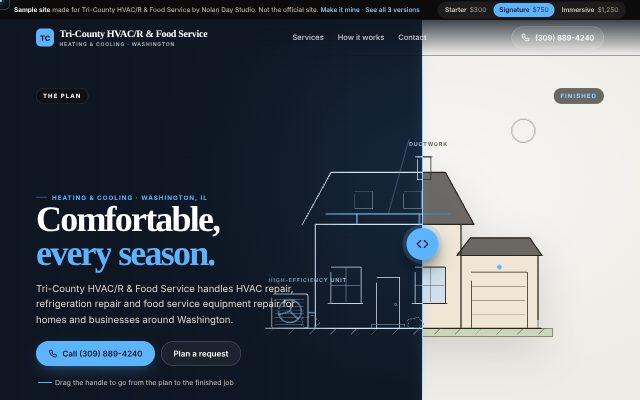 Sample site made for Tri-County HVAC/R & Food Service by Nolan Day Studio. Not the official site. Make it mine · See all 3 versions
Starter $300 Signature $750 Immersive $1,250
TC Tri-County HVAC/R & Food Service
HEATING & COOLING · WASHINGTON
Services How it works Contact
(309) 889-4240
THE PLAN
FINISHED
DUCTWORK
HEATING & COOLING · WASHINGTON, IL
Comfortable,
every season.
HIGH-EFFICIENCY UNIT
Tri-County HVAC/R & Food Service handles HVAC repair,
refrigeration repair and food service equipment repair for
homes and businesses around Washington.
Call (309) 889-4240
Plan a request
Drag the handle to go from the plan to the finished job